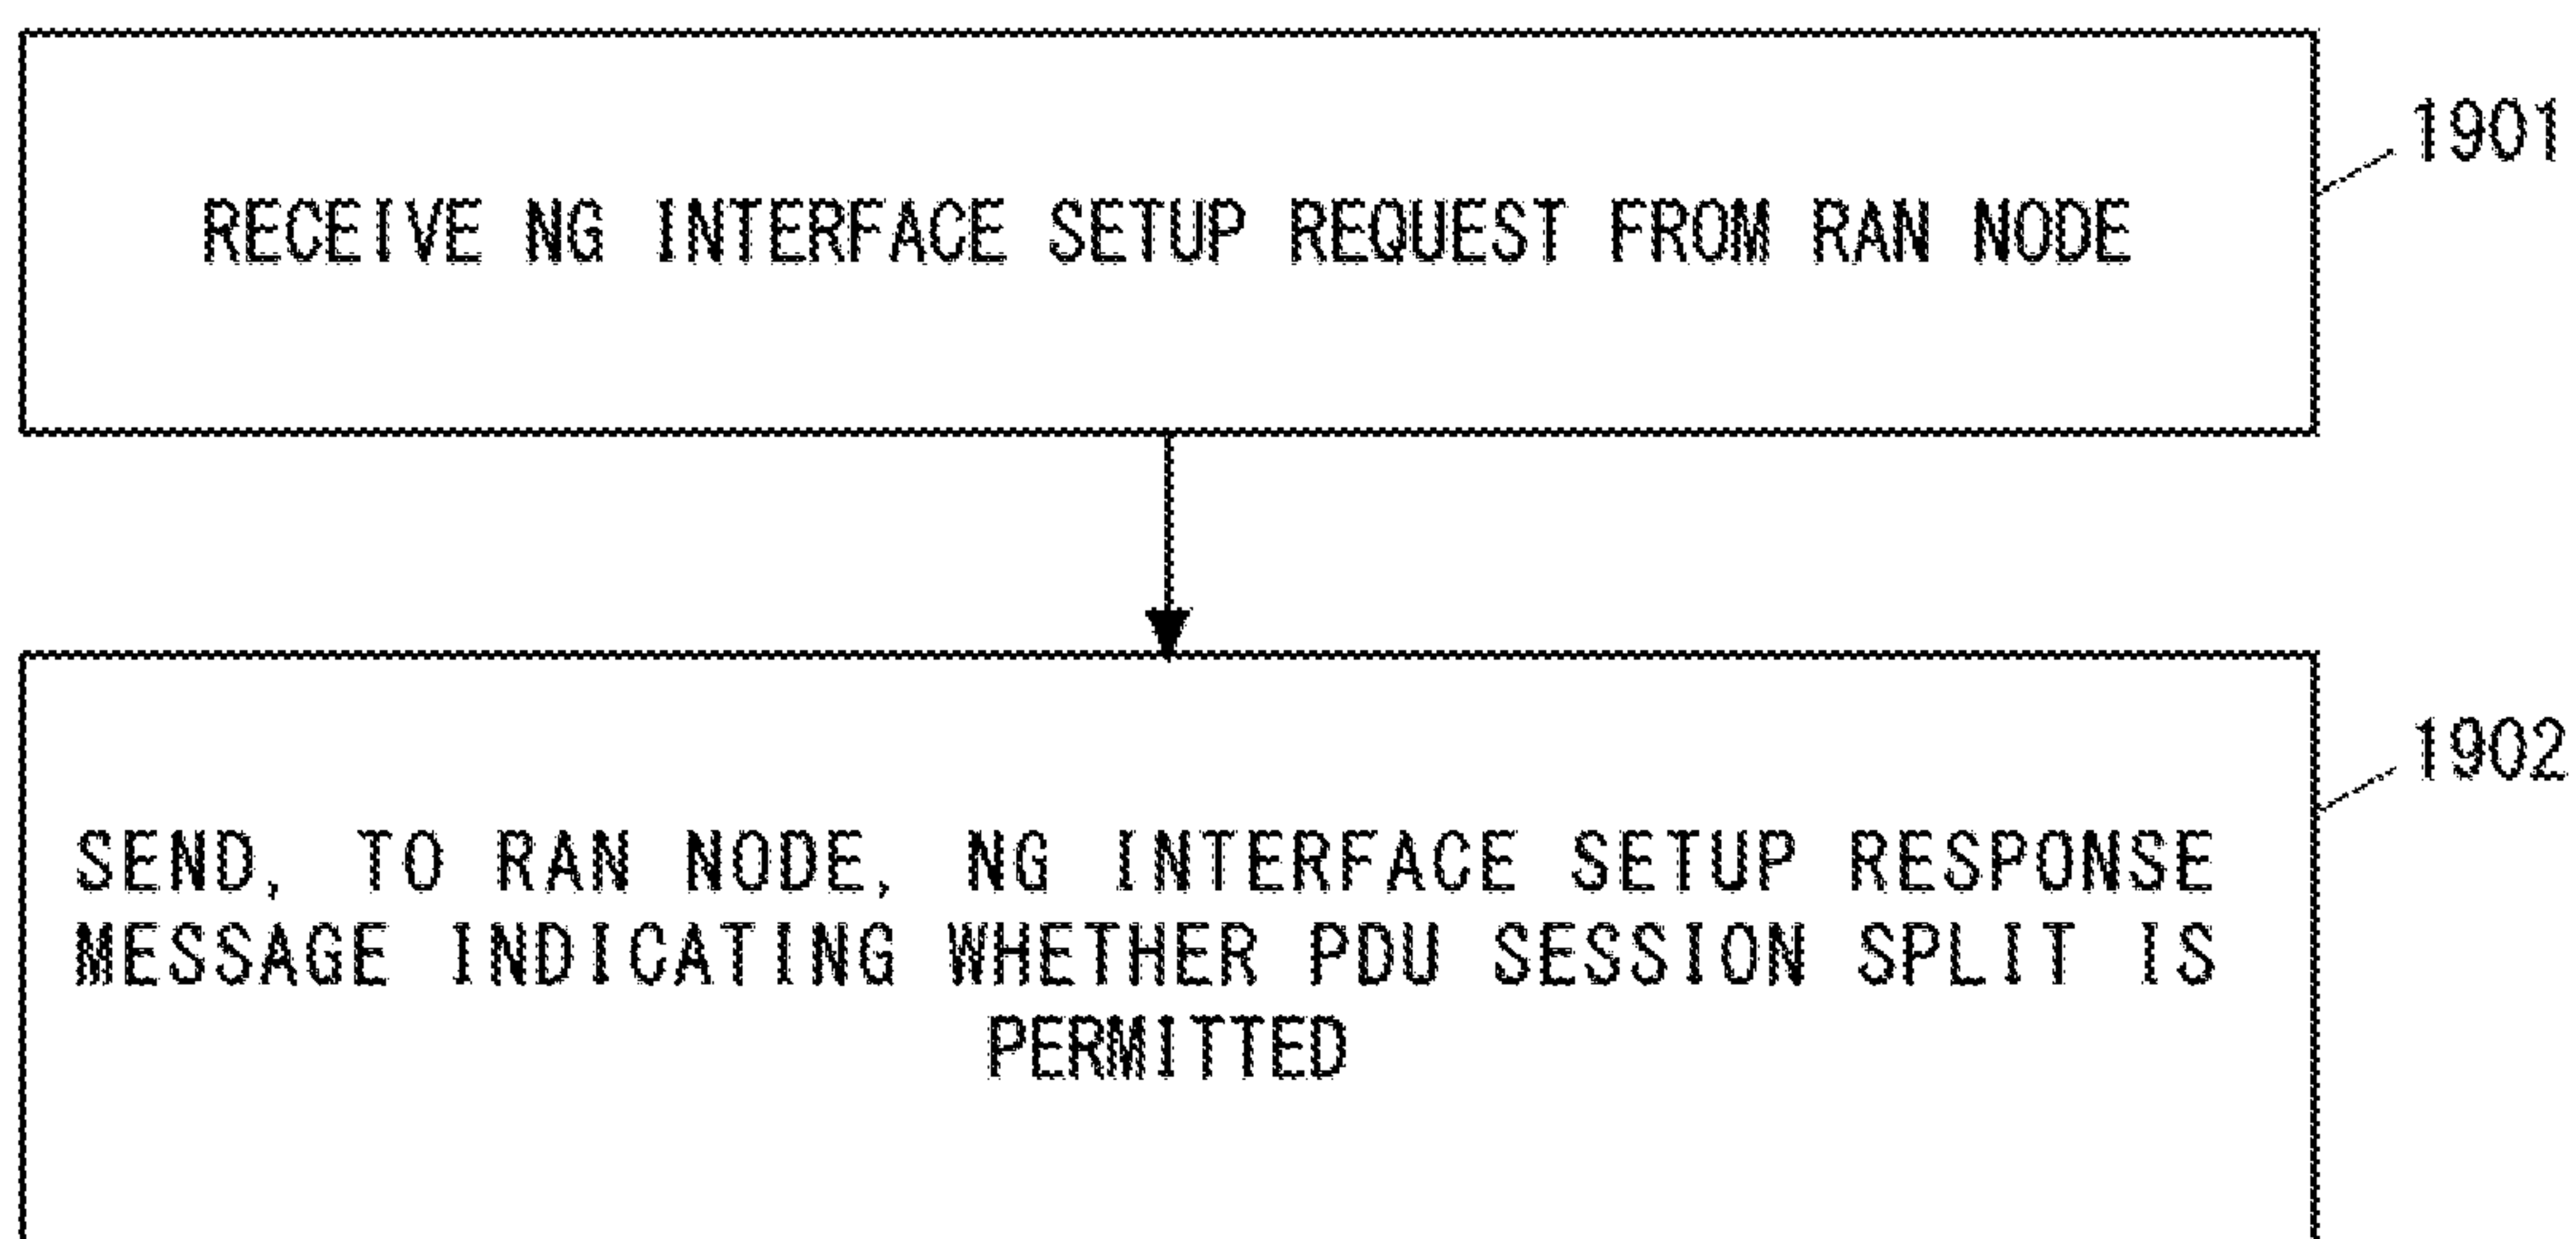 1901
RECEIVE NG INTERFACE SETUP REQUEST FROM RAN NODE
1902
SEND, TO RAN NODE, NG INTERFACE SETUP RESPONSE
MESSAGE INDICATING WHETHER PDU SESSION SPLIT IS
PERMITTED